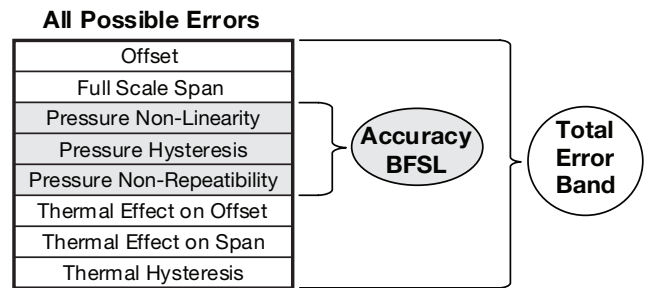 All Possible Errors
Offset
Full Scale Span
Pressure Non-Linearity
Pressure Hysteresis
Pressure Non-Repeatibility
Thermal Effect on Offset
Thermal Effect on Span
Thermal Hysteresis
Accuracy
BFSL
Total
Error
Band